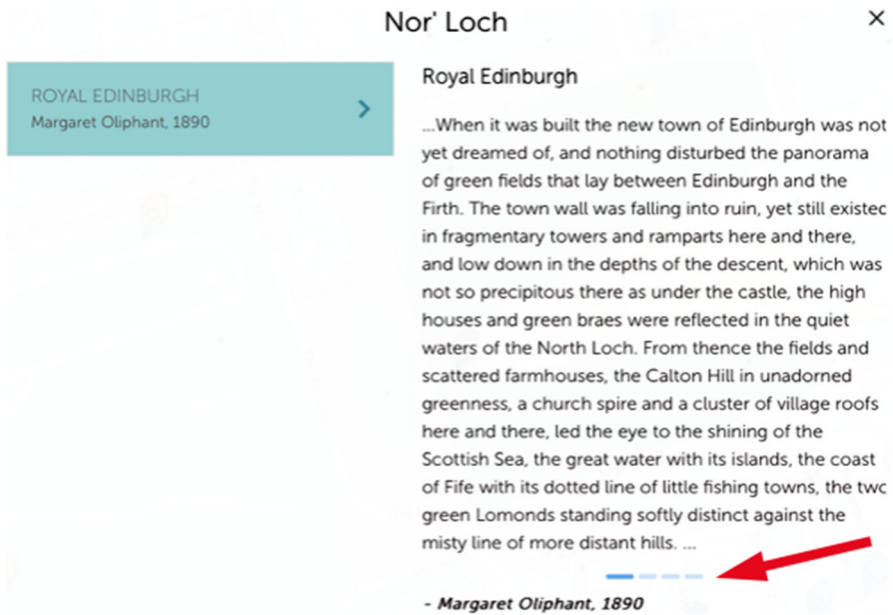 Nor' Loch
ROYAL EDINBURGH
Margaret Oliphant, 1890
Royal Edinburgh
...When it was built the new town of Edinburgh was not
yet dreamed of, and nothing disturbed the panorama
of green fields that lay between Edinburgh and the
Firth. The town wall was falling into ruin, yet still existed
in fragmentary towers and ramparts here and there,
and low down in the depths of the descent, which was
not so precipitous there as under the castle, the high
houses and green braes were reflected in the quiet
waters of the North Loch. From thence the fields and
scattered farmhouses, the Calton Hill in unadorned
greenness, a church spire and a cluster of village roofs
here and there, led the eye to the shining of the
Scottish Sea, the great water with its islands, the coast
of Fife with its dotted line of little fishing towns, the two
green Lomonds standing softly distinct against the
misty line of more distant hills. ...
- Margaret Oliphant, 1890